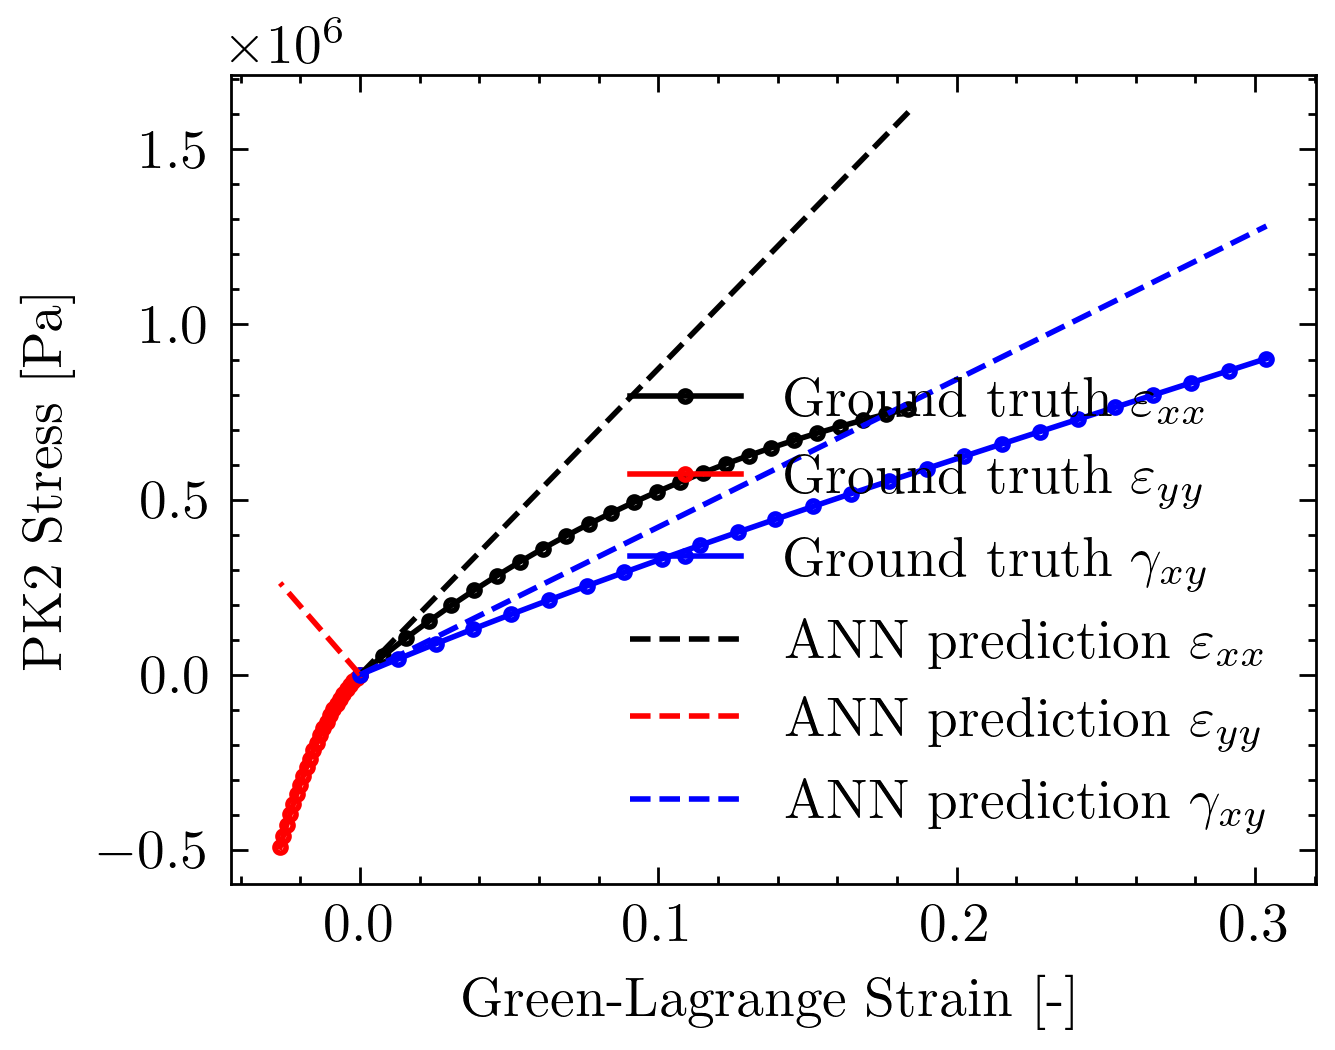 ×10⁶
1.5
1.0
0.5
0.0
−0.5
PK2 Stress [Pa]
Ground truth εxx
Ground truth εyy
Ground truth γxy
ANN prediction εxx
ANN prediction εyy
ANN prediction γxy
0.0 0.1 0.2 0.3
Green-Lagrange Strain [-]